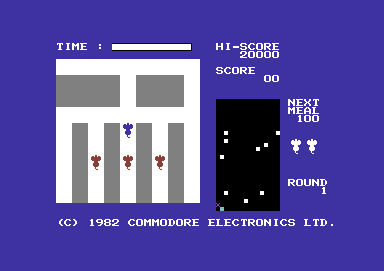 TIME :
HI-SCORE
20000
SCORE
00
NEXT
MEAL
100
ROUND
1
(C) 1982 COMMODORE ELECTRONICS LTD.